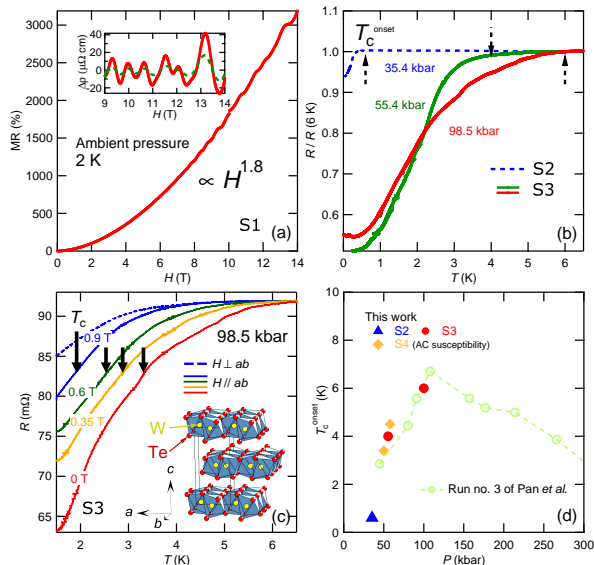 40
20
0
-20
Δρ (μΩ cm)
9 10 11 12 13 14
H (T)
3000
2500
2000
1500
1000
500
0
MR (%)
Ambient pressure
2 K
∝ H^1.8
S1
(a)
0 2 4 6 8 10 12 14
H (T)
T_c^onset
1.1
1.0
0.9
0.8
0.7
0.6
R / R (6 K)
35.4 kbar
55.4 kbar
98.5 kbar
S2
S3
(b)
0 1 2 3 4 5 6
T (K)
90
85
80
75
70
65
R (mΩ)
T_c
0.9 T
98.5 kbar
H ⊥ ab
H // ab
0.6 T
0.35 T
0 T
W
Te
c
a
b
S3
(c)
2 3 4 5 6
T (K)
This work
S2
S3
S4 (AC susceptibility)
8
6
4
2
0
T_c^onset (K)
Run no. 3 of Pan et al.
(d)
0 50 100 150 200 250 300
P (kbar)